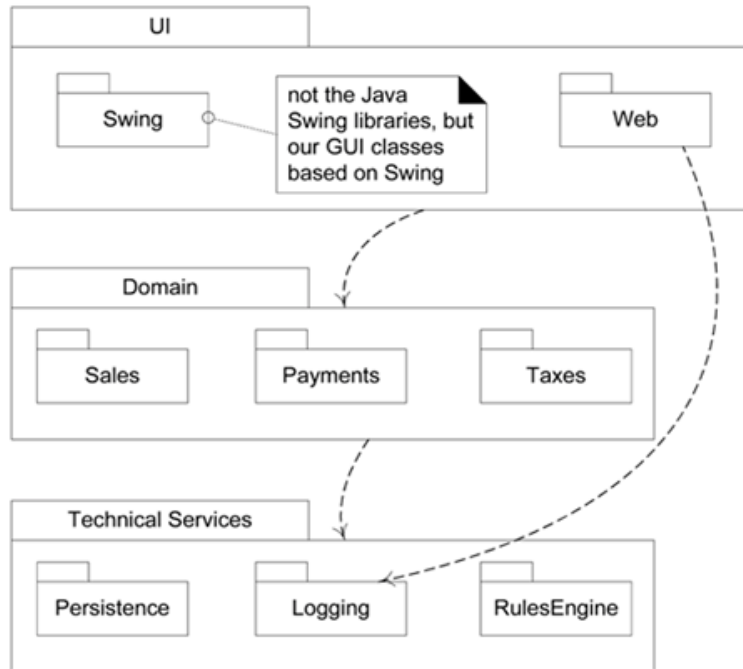 UI
Swing
not the Java
Swing libraries, but
our GUI classes
based on Swing
Web
Domain
Sales
Payments
Taxes
Technical Services
Persistence
Logging
RulesEngine